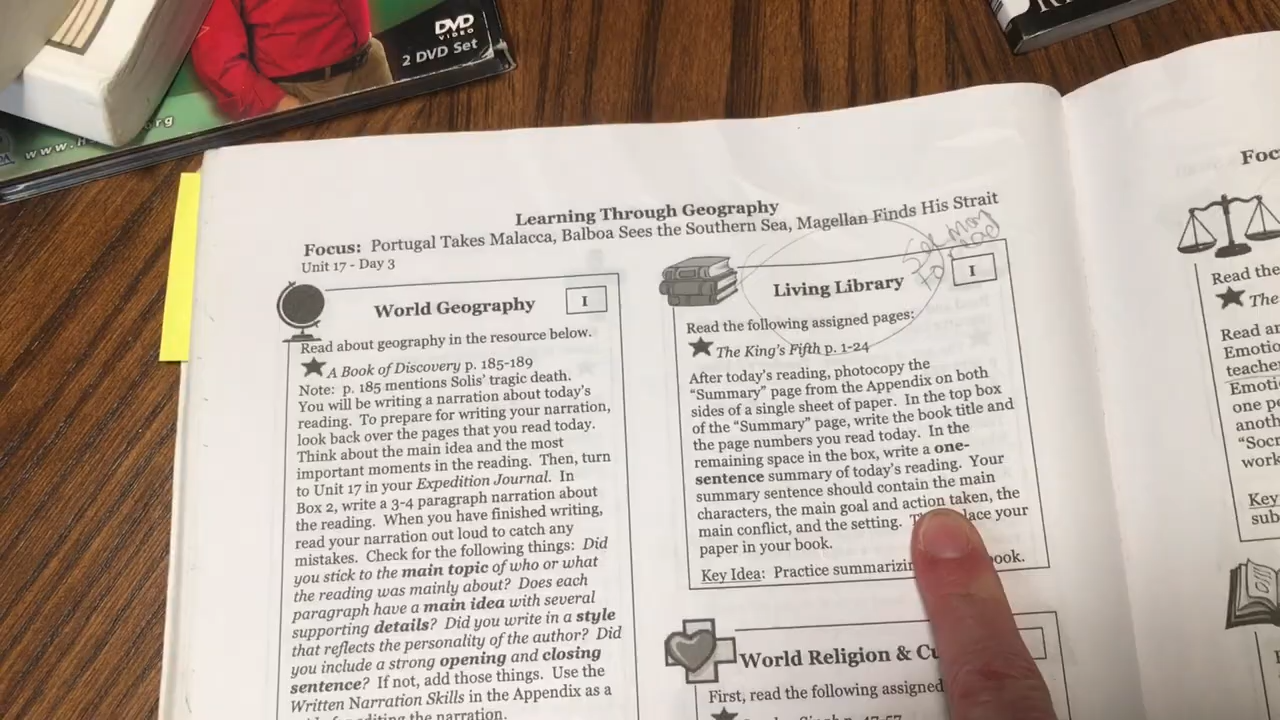 DVD
VIDEO
2 DVD Set
www.
rg
Learning Through Geography
Focus: Portugal Takes Malacca, Balboa Sees the Southern Sea, Magellan Finds His Strait
Unit 17 - Day 3
World Geography
I
Read about geography in the resource below.
A Book of Discovery p. 185-189
Note: p. 185 mentions Solis' tragic death.
You will be writing a narration about today's
reading. To prepare for writing your narration,
look back over the pages that you read today.
Think about the main idea and the most
important moments in the reading. Then, turn
to Unit 17 in your Expedition Journal. In
Box 2, write a 3-4 paragraph narration about
the reading. When you have finished writing,
read your narration out loud to catch any
mistakes. Check for the following things: Did
you stick to the main topic of who or what
the reading was mainly about? Does each
paragraph have a main idea with several
supporting details? Did you write in a style
that reflects the personality of the author? Did
you include a strong opening and closing
sentence? If not, add those things. Use the
Written Narration Skills in the Appendix as a
editing the narration.
Living Library
I
Read the following assigned pages:
The King's Fifth p. 1-24
After today's reading, photocopy the
"Summary" page from the Appendix on both
sides of a single sheet of paper. In the top box
of the "Summary" page, write the book title and
the page numbers you read today. In the
remaining space in the box, write a one-
sentence summary of today's reading. Your
summary sentence should contain the main
characters, the main goal and action taken, the
main conflict, and the setting. lace your
paper in your book.
Key Idea: Practice summarizin ook.
World Religion & Cu
First, read the following assigned
Foc
Read the
The
Read an
Emotio
teache
Emoti
one pe
anoth
"Socr
work
Key
sub